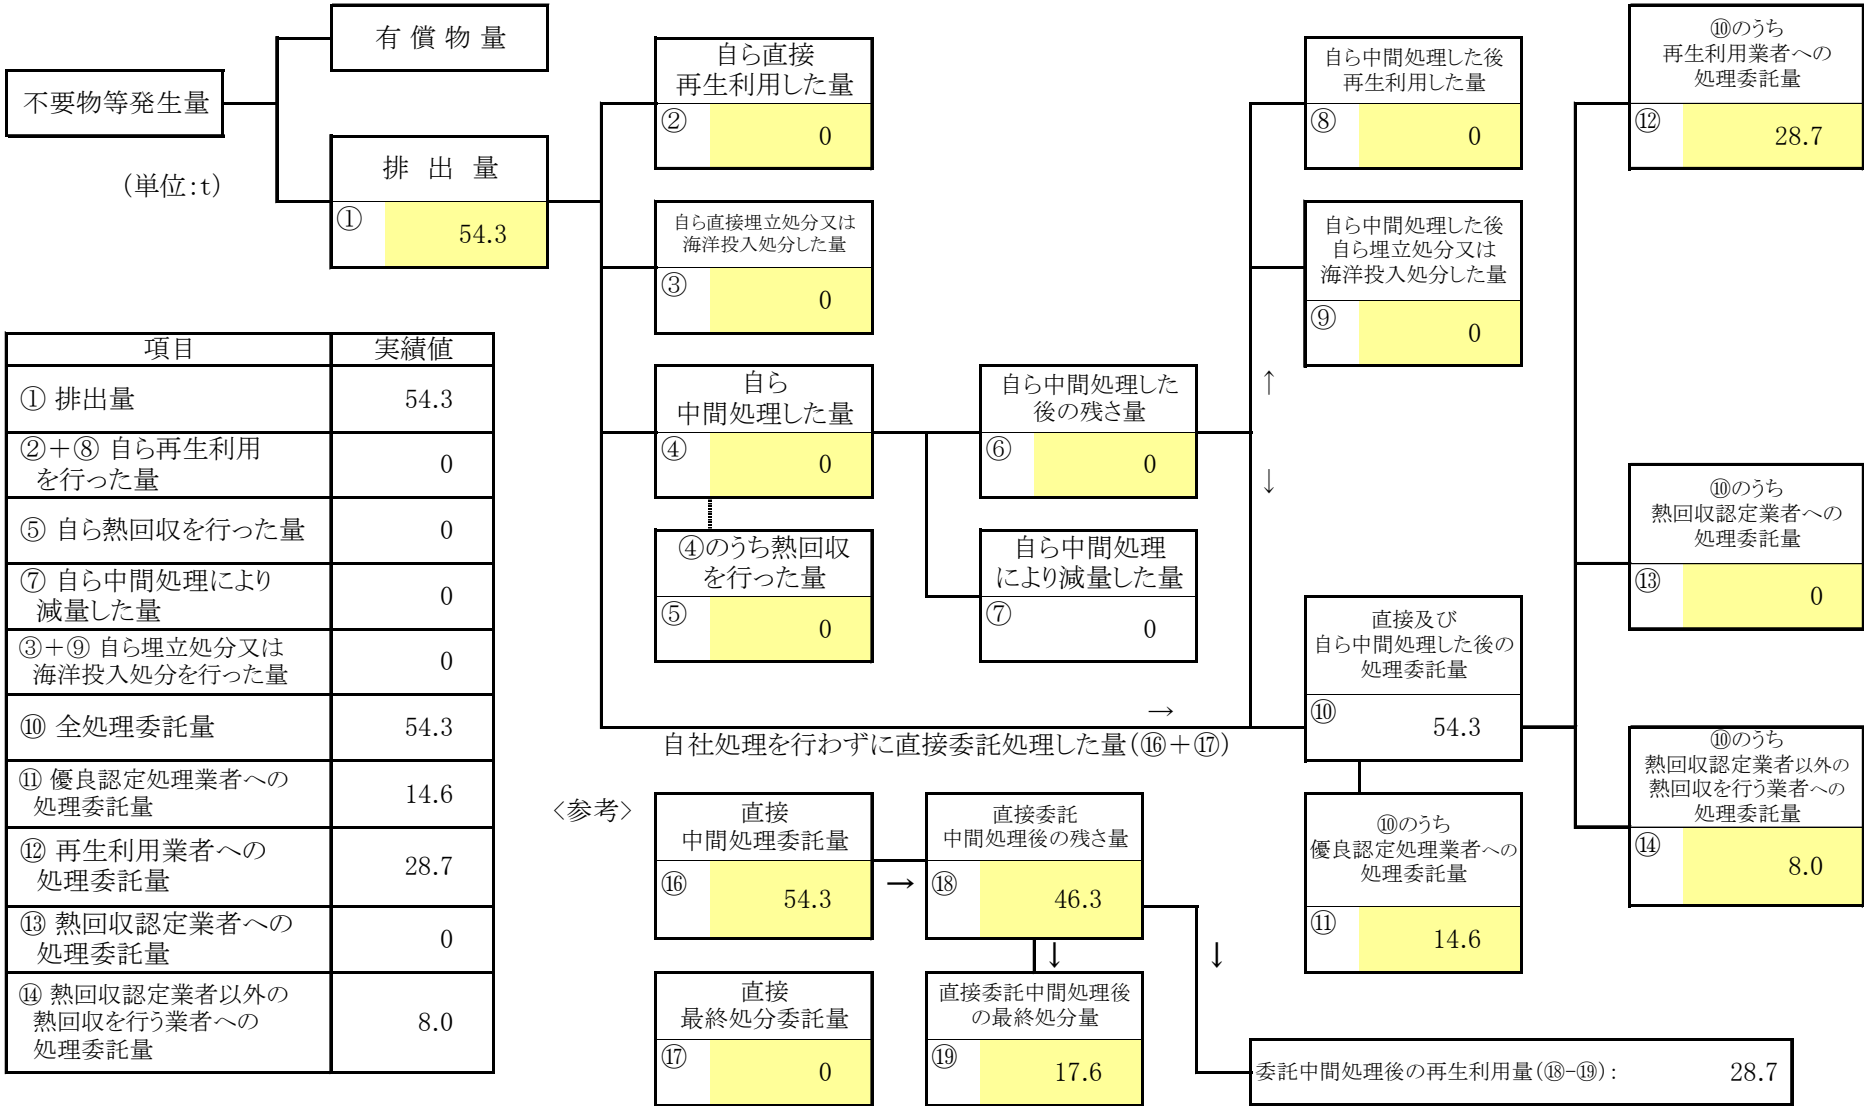 有償物量
不要物等発生量
(単位:t)
排出量
①
54.3
自ら直接
再生利用した量
②
0
自ら直接埋立処分又は
海洋投入処分した量
③
0
自ら
中間処理した量
④
0
④のうち熱回収
を行った量
⑤
0
自ら中間処理した
後の残さ量
⑥
0
自ら中間処理
により減量した量
⑦
0
自ら中間処理した後
再生利用した量
⑧
0
自ら中間処理した後
自ら埋立処分又は
海洋投入処分した量
⑨
0
↑
↓
→
自社処理を行わずに直接委託処理した量(⑯+⑰)
直接及び
自ら中間処理した後の
処理委託量
⑩
54.3
⑩のうち
優良認定処理業者への
処理委託量
⑪
14.6
⑩のうち
再生利用業者への
処理委託量
⑫
28.7
⑩のうち
熱回収認定業者への
処理委託量
⑬
0
⑩のうち
熱回収認定業者以外の
熱回収を行う業者への
処理委託量
⑭
8.0
項目 実績値
① 排出量 54.3
②+⑧ 自ら再生利用
を行った量 0
⑤ 自ら熱回収を行った量 0
⑦ 自ら中間処理により
減量した量 0
③+⑨ 自ら埋立処分又は
海洋投入処分を行った量 0
⑩ 全処理委託量 54.3
⑪ 優良認定処理業者への
処理委託量 14.6
⑫ 再生利用業者への
処理委託量 28.7
⑬ 熱回収認定業者への
処理委託量 0
⑭ 熱回収認定業者以外の
熱回収を行う業者への
処理委託量 8.0
<参考>
直接
中間処理委託量
⑯
54.3
→
直接委託
中間処理後の残さ量
⑱
46.3
↓
↓
直接
最終処分委託量
⑰
0
直接委託中間処理後
の最終処分量
⑲
17.6
委託中間処理後の再生利用量(⑱-⑲): 28.7